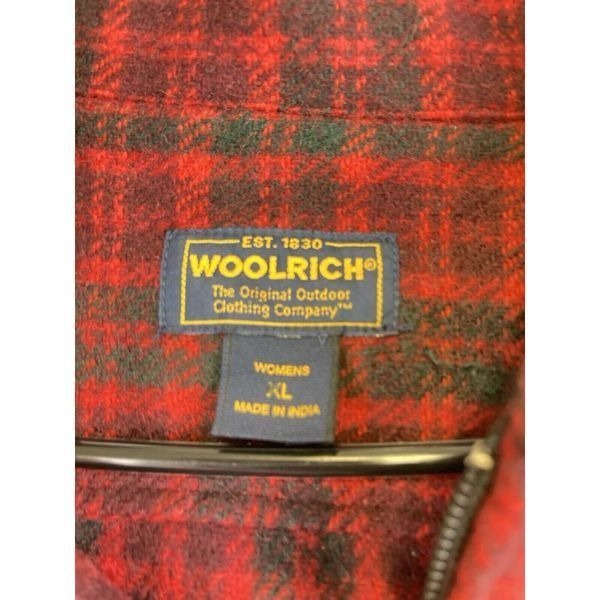 EST. 1830
WOOLRICH®
The Original Outdoor
Clothing Company™
WOMENS
XL
MADE IN INDIA